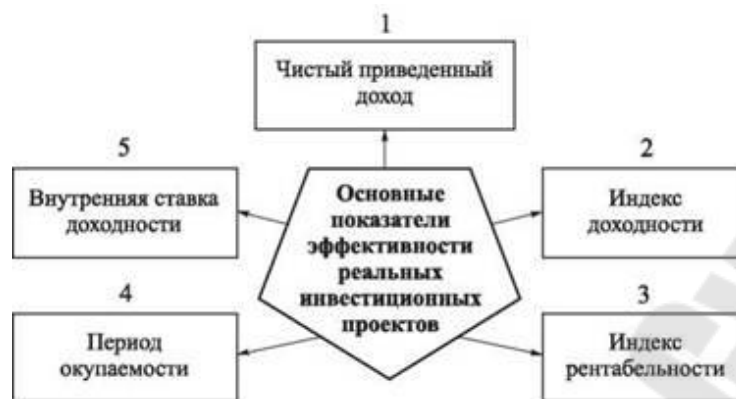 1
Чистый приведенный
доход
5
Внутренняя ставка
доходности
2
Индекс
доходности
Основные
показатели
эффективности
реальных
инвестиционных
проектов
4
Период
окупаемости
3
Индекс
рентабельности